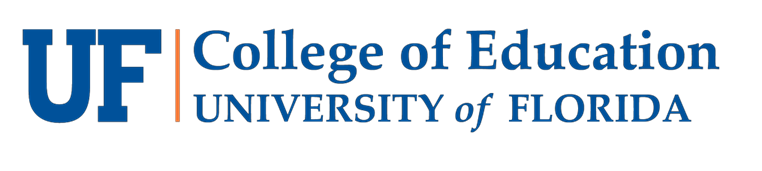 UF
College of Education
UNIVERSITY of FLORIDA